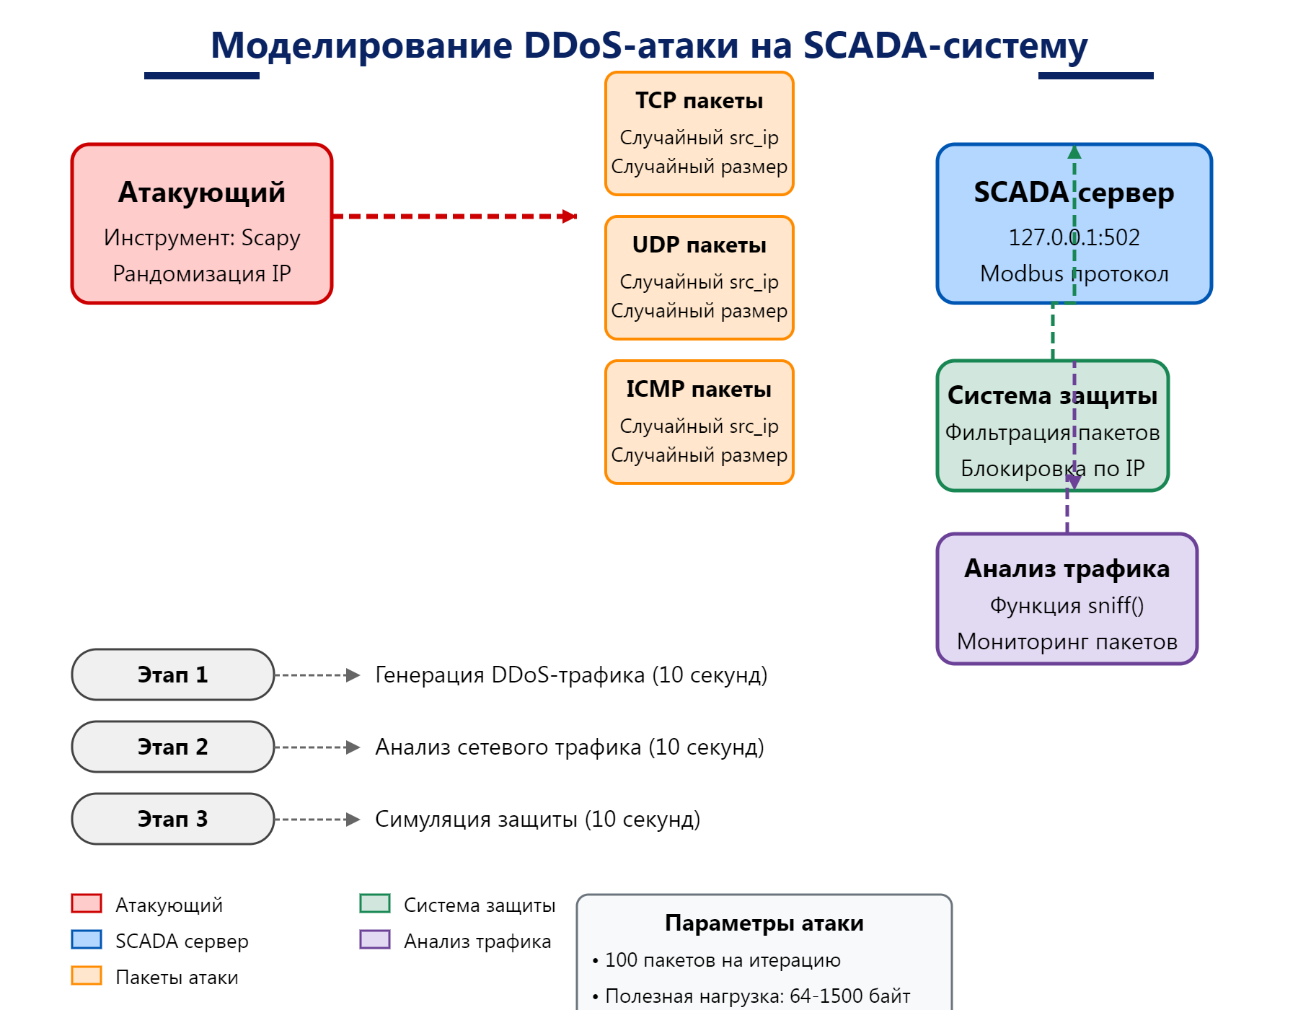 Моделирование DDoS-атаки на SCADA-систему
Атакующий
Инструмент: Scapy
Рандомизация IP
TCP пакеты
Случайный src_ip
Случайный размер
UDP пакеты
Случайный src_ip
Случайный размер
ICMP пакеты
Случайный src_ip
Случайный размер
SCADA сервер
127.0.0.1:502
Modbus протокол
Система защиты
Фильтрация пакетов
Блокировка по IP
Анализ трафика
Функция sniff()
Мониторинг пакетов
Этап 1
Генерация DDoS-трафика (10 секунд)
Этап 2
Анализ сетевого трафика (10 секунд)
Этап 3
Симуляция защиты (10 секунд)
Атакующий
SCADA сервер
Пакеты атаки
Система защиты
Анализ трафика
Параметры атаки
• 100 пакетов на итерацию
• Полезная нагрузка: 64-1500 байт